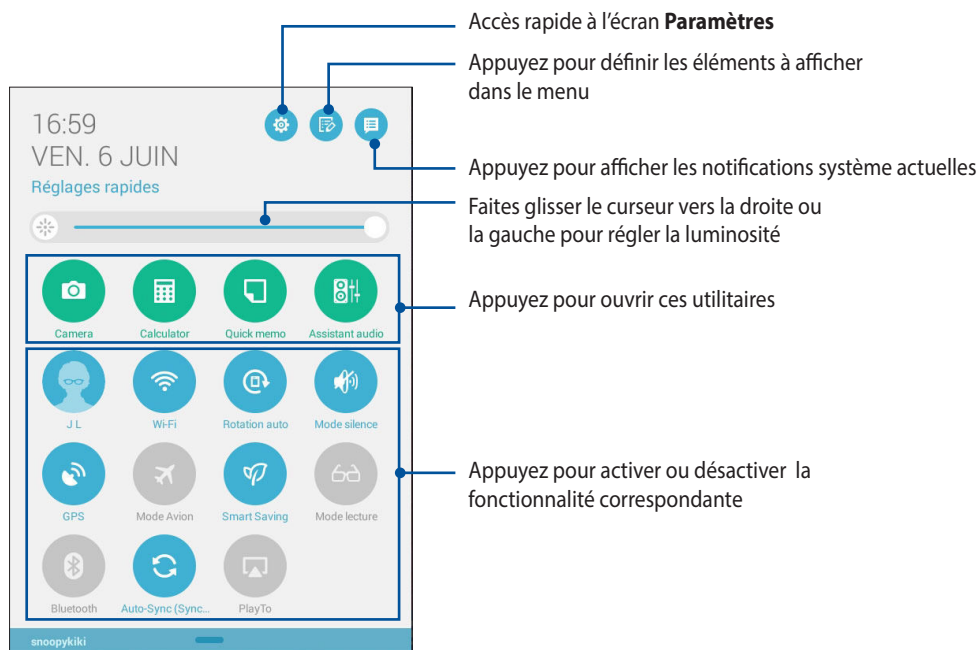 Accès rapide à l'écran Paramètres
Appuyez pour définir les éléments à afficher
dans le menu
16:59
VEN. 6 JUIN
Réglages rapides
Appuyez pour afficher les notifications système actuelles
Faites glisser le curseur vers la droite ou
la gauche pour régler la luminosité
Camera
Calculator
Quick memo
Assistant audio
Appuyez pour ouvrir ces utilitaires
J L
Wi-Fi
Rotation auto
Mode silence
GPS
Mode Avion
Smart Saving
Mode lecture
Appuyez pour activer ou désactiver la
fonctionnalité correspondante
Bluetooth
Auto-Sync (Sync...
PlayTo
snoopykiki